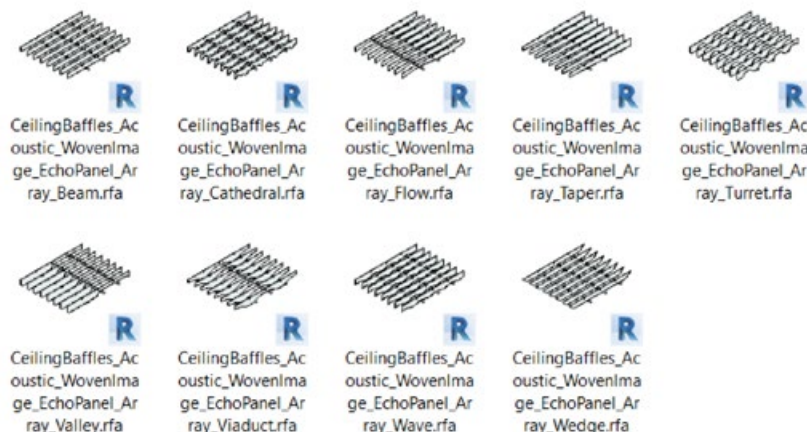 R R R R R
CeilingBaffles_Ac CeilingBaffles_Ac CeilingBaffles_Ac CeilingBaffles_Ac CeilingBaffles_Ac
oustic_WovenIma oustic_WovenIma oustic_WovenIma oustic_WovenIma oustic_WovenIma
ge_EchoPanel_Ar ge_EchoPanel_Ar ge_EchoPanel_Ar ge_EchoPanel_Ar ge_EchoPanel_Ar
ray_Beam.rfa ray_Cathedral.rfa ray_Flow.rfa ray_Taper.rfa ray_Turret.rfa
R R R R
CeilingBaffles_Ac CeilingBaffles_Ac CeilingBaffles_Ac CeilingBaffles_Ac
oustic_WovenIma oustic_WovenIma oustic_WovenIma oustic_WovenIma
ge_EchoPanel_Ar ge_EchoPanel_Ar ge_EchoPanel_Ar ge_EchoPanel_Ar
ray_Valley.rfa ray_Viaduct.rfa ray_Wave.rfa ray_Wedge.rfa